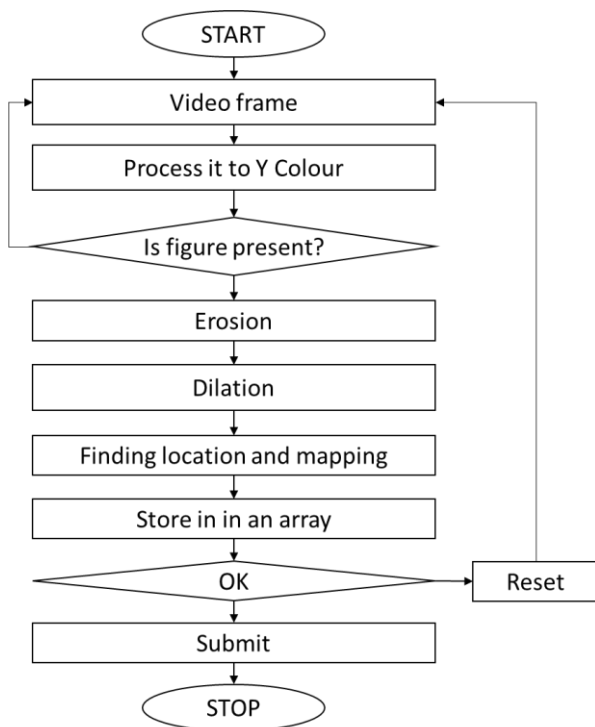 START
Video frame
Process it to Y Colour
Is figure present?
Erosion
Dilation
Finding location and mapping
Store in in an array
OK
Reset
Submit
STOP